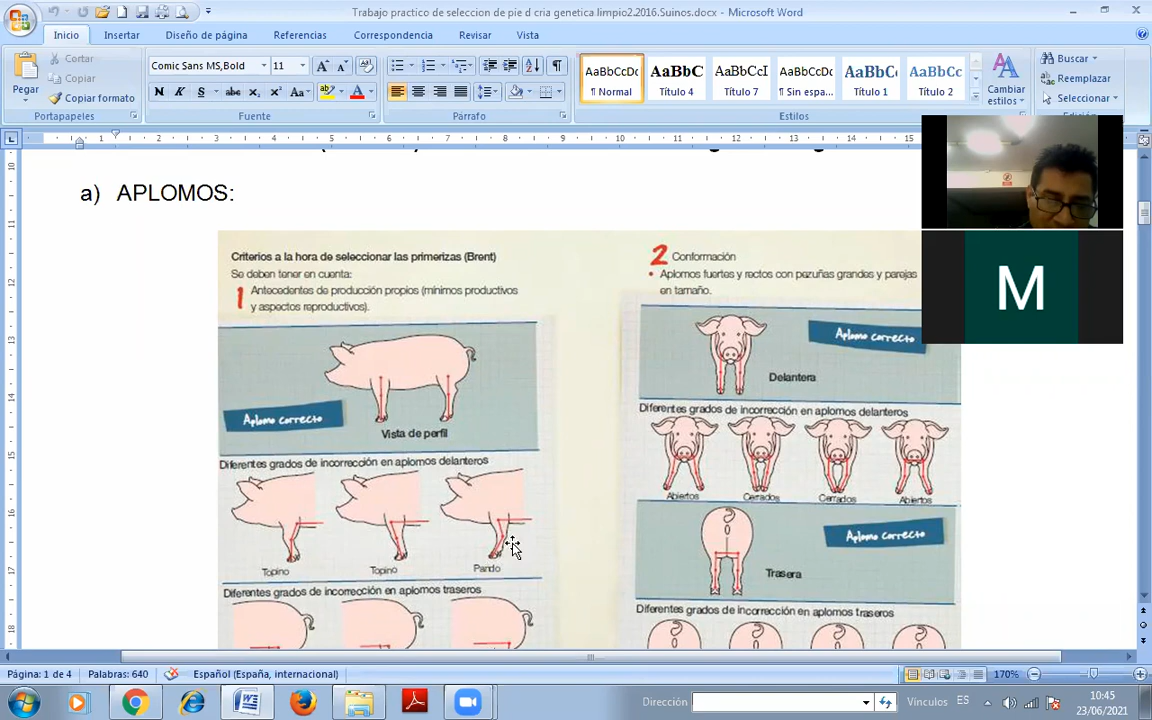 Trabajo practico de seleccion de pie d cria genetica limpio2.2016.Suinos.docx - Microsoft Word
Inicio Insertar Diseño de página Referencias Correspondencia Revisar Vista
Pegar
Cortar
Copiar
Copiar formato
Portapapeles
Comic Sans MS,Bold 11
Fuente
Párrafo
AaBbCcDc AaBbC AaBbCcI AaBbCcDc AaBbC AaBbCc
¶ Normal Título 4 Título 7 ¶ Sin espa... Título 1 Título 2
Cambiar
estilos
Estilos
Buscar
Reemplazar
Seleccionar
a) APLOMOS:
Criterios a la hora de seleccionar las primerizas (Brent)
Se deben tener en cuenta:
1 Antecedentes de producción propios (mínimos productivos
y aspectos reproductivos).
Aplomo correcto
Vista de perfil
Diferentes grados de incorrección en aplomos delanteros
Topino Topino Pando
Diferentes grados de incorrección en aplomos traseros
2 Conformación
• Aplomos fuertes y rectos con pazuñas grandes y parejas
en tamaño.
Aplomo correcto
Delantera
Diferentes grados de incorrección en aplomos delanteros
Abiertos Cerrados Cerrados Abiertos
Aplomo correcto
Trasera
Diferentes grados de incorrección en aplomos traseros
M
Página: 1 de 4 Palabras: 640 Español (España, internacional) 170%
Dirección Vínculos ES 10:45
23/06/2021